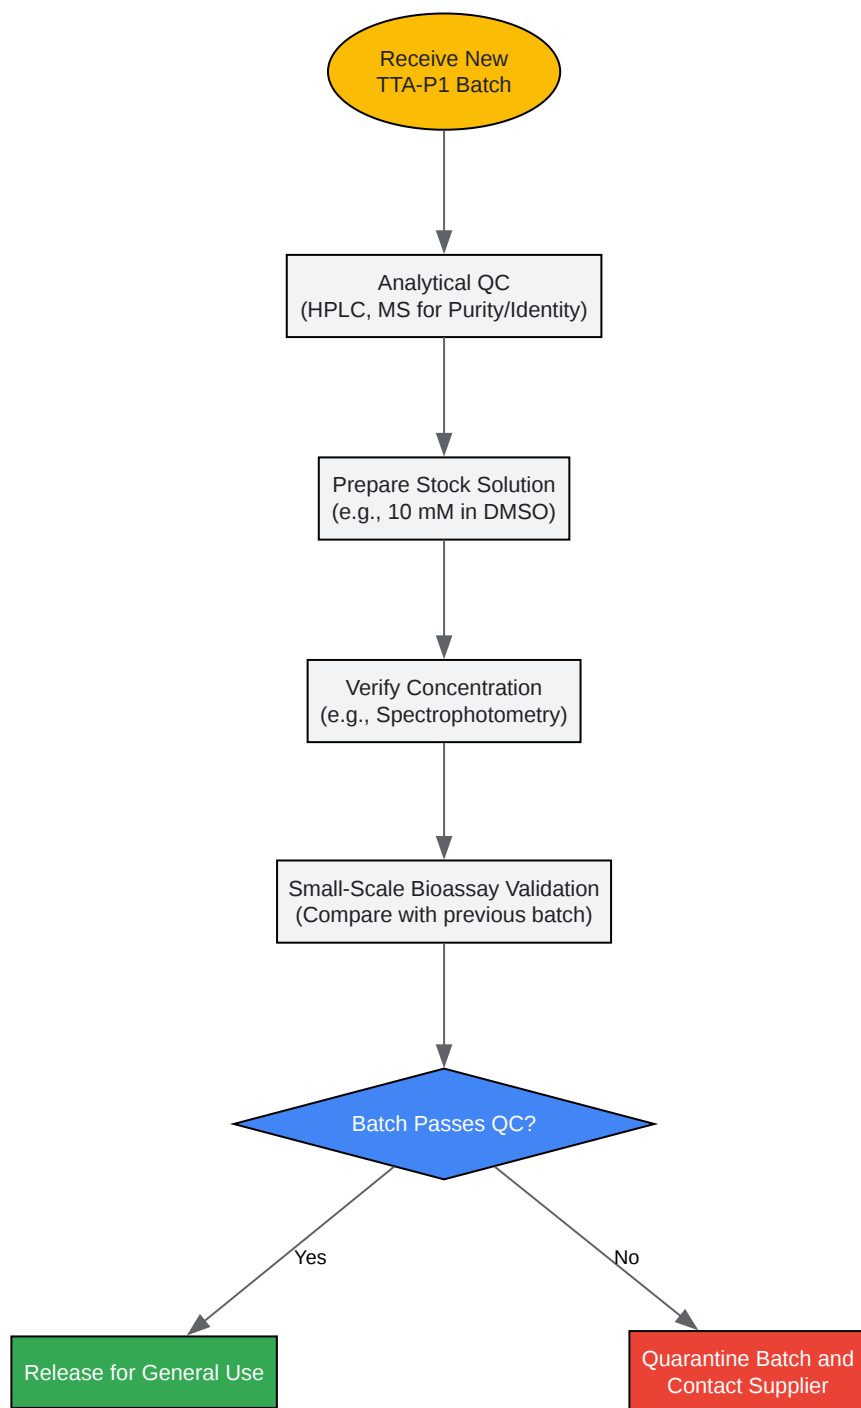 Receive New
TTA-P1 Batch
Analytical QC
(HPLC, MS for Purity/Identity)
Prepare Stock Solution
(e.g., 10 mM in DMSO)
Verify Concentration
(e.g., Spectrophotometry)
Small-Scale Bioassay Validation
(Compare with previous batch)
Batch Passes QC?
Yes
No
Release for General Use
Quarantine Batch and
Contact Supplier